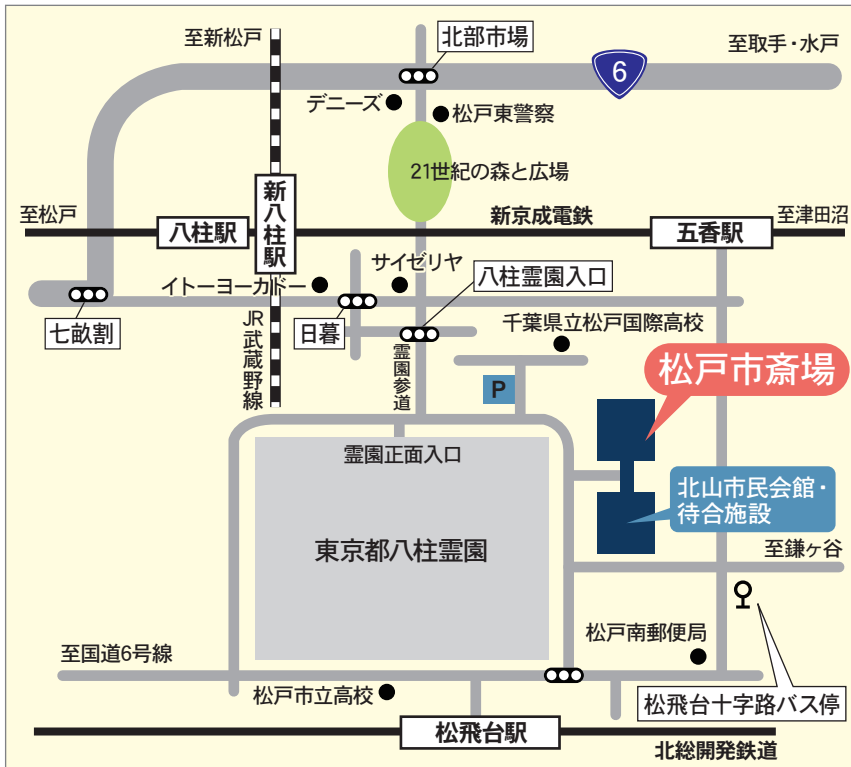 至新松戸
北部市場
至取手・水戸
6
デニーズ
松戸東警察
21世紀の森と広場
至松戸
八柱駅
新八柱駅
新京成電鉄
五香駅
至津田沼
イトーヨーカドー
サイゼリヤ
八柱霊園入口
七畝割
JR武蔵野線
日暮
霊園参道
千葉県立松戸国際高校
P
松戸市斎場
霊園正面入口
北山市民会館・
待合施設
東京都八柱霊園
至鎌ヶ谷
松戸南郵便局
至国道6号線
松戸市立高校
松飛台十字路バス停
松飛台駅
北総開発鉄道